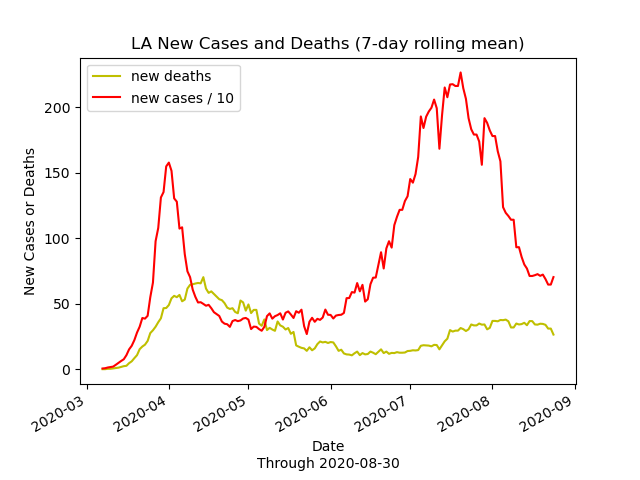 LA New Cases and Deaths (7-day rolling mean)
new deaths
new cases / 10
New Cases or Deaths
200
150
100
50
0
2020-03
2020-04
2020-05
2020-06
2020-07
2020-08
2020-09
Date
Through 2020-08-30